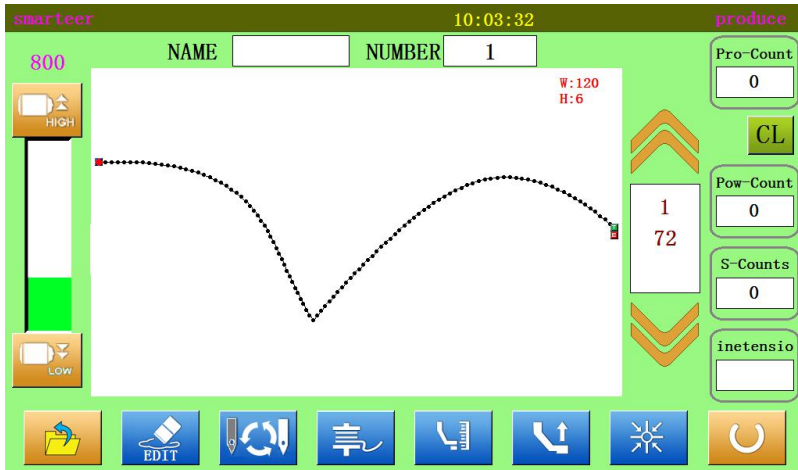 smarteer 10:03:32 produce
800 NAME NUMBER 1
W:120
H:6
HIGH
LOW
1
72
Pro-Count
0
CL
Pow-Count
0
S-Counts
0
inetensio
EDIT